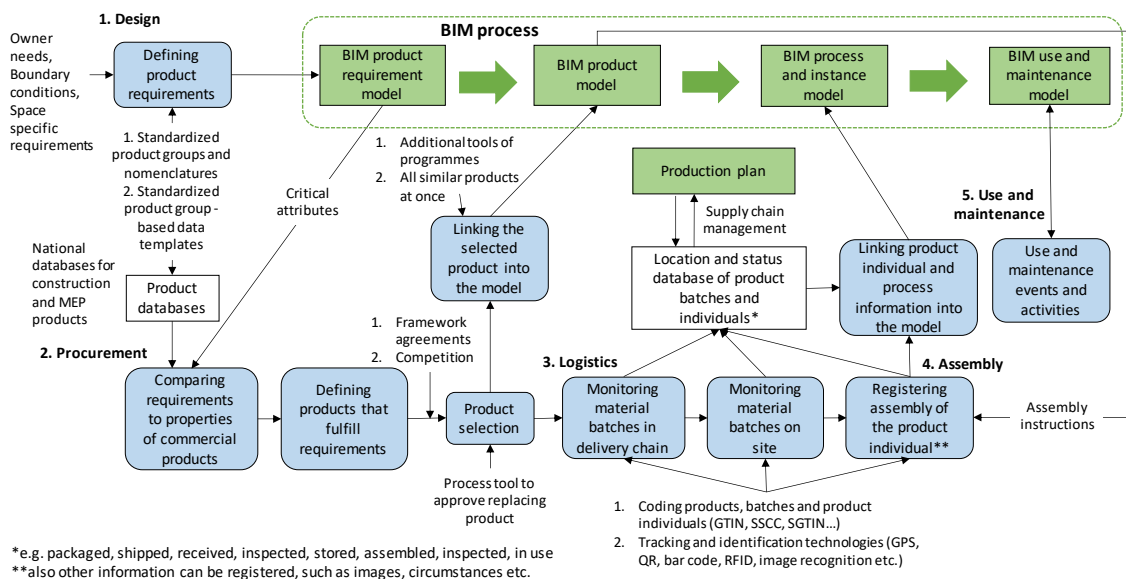 1. Design
BIM process
Owner
needs,
Boundary
conditions,
Space
specific
requirements
Defining
product
requirements
BIM product
requirement
model
BIM product
model
BIM process
and instance
model
BIM use and
maintenance
model
1. Standardized
product groups and
nomenclatures
2. Standardized
product group -
based data
templates
Critical
attributes
1. Additional tools of
programmes
2. All similar products
at once
Production plan
Supply chain
management
5. Use and
maintenance
National
databases for
construction
and MEP
products
Product
databases
Linking the
selected
product into
the model
Location and status
database of product
batches and
individuals*
Linking product
individual and
process
information into
the model
Use and
maintenance
events and
activities
2. Procurement
1. Framework
agreements
2. Competition
3. Logistics
4. Assembly
Comparing
requirements
to properties
of commercial
products
Defining
products that
fulfill
requirements
Product
selection
Monitoring
material
batches in
delivery chain
Monitoring
material
batches on
site
Registering
assembly of
the product
individual**
Assembly
instructions
Process tool to
approve replacing
product
1. Coding products, batches and product
individuals (GTIN, SSCC, SGTIN...)
2. Tracking and identification technologies (GPS,
QR, bar code, RFID, image recognition etc.)
*e.g. packaged, shipped, received, inspected, stored, assembled, inspected, in use
**also other information can be registered, such as images, circumstances etc.